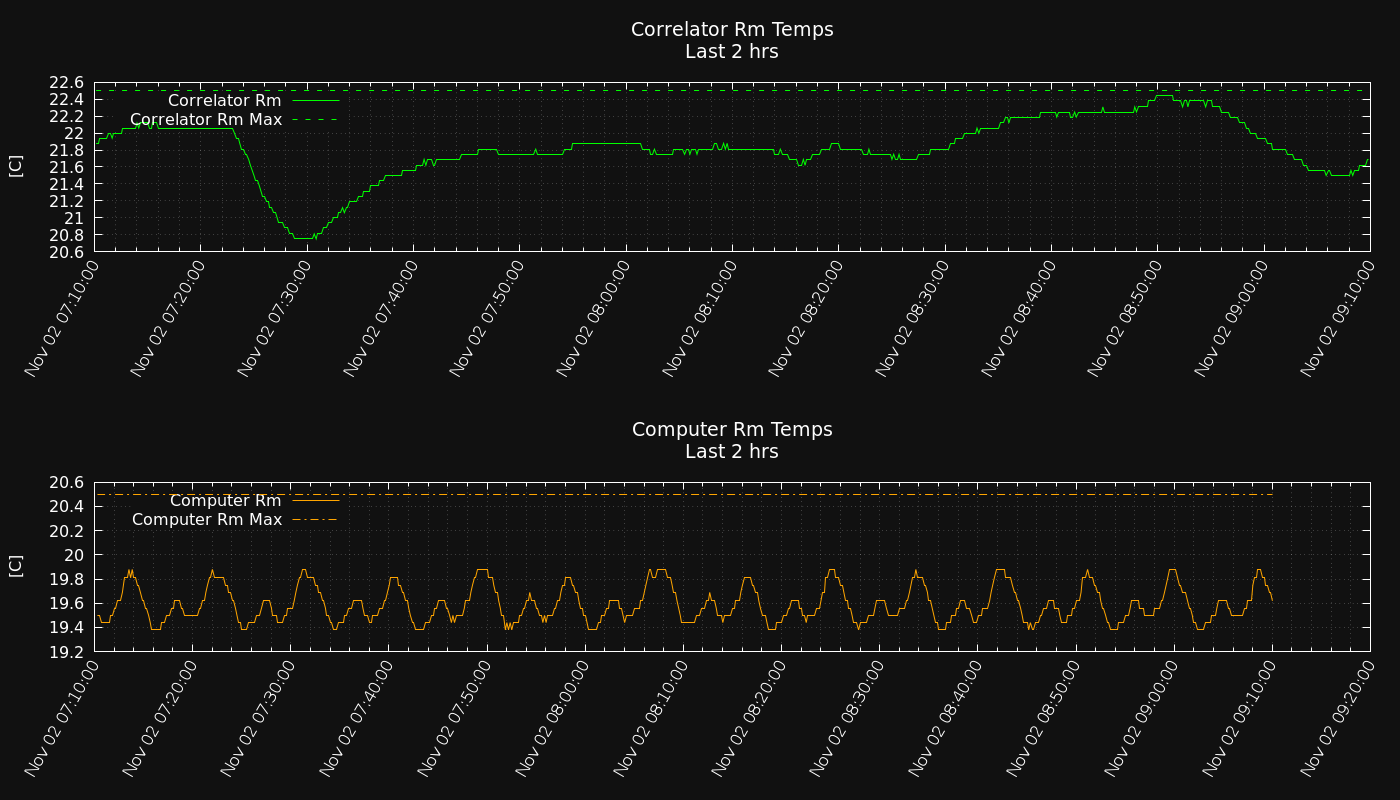 Correlator Rm Temps
Last 2 hrs
22.6
22.4
22.2
22
21.8
21.6
21.4
21.2
21
20.8
20.6
[C]
Correlator Rm
Correlator Rm Max
Nov 02 07:10:00
Nov 02 07:20:00
Nov 02 07:30:00
Nov 02 07:40:00
Nov 02 07:50:00
Nov 02 08:00:00
Nov 02 08:10:00
Nov 02 08:20:00
Nov 02 08:30:00
Nov 02 08:40:00
Nov 02 08:50:00
Nov 02 09:00:00
Nov 02 09:10:00
Computer Rm Temps
Last 2 hrs
20.6
20.4
20.2
20
19.8
19.6
19.4
19.2
[C]
Computer Rm
Computer Rm Max
Nov 02 07:10:00
Nov 02 07:20:00
Nov 02 07:30:00
Nov 02 07:40:00
Nov 02 07:50:00
Nov 02 08:00:00
Nov 02 08:10:00
Nov 02 08:20:00
Nov 02 08:30:00
Nov 02 08:40:00
Nov 02 08:50:00
Nov 02 09:00:00
Nov 02 09:10:00
Nov 02 09:20:00